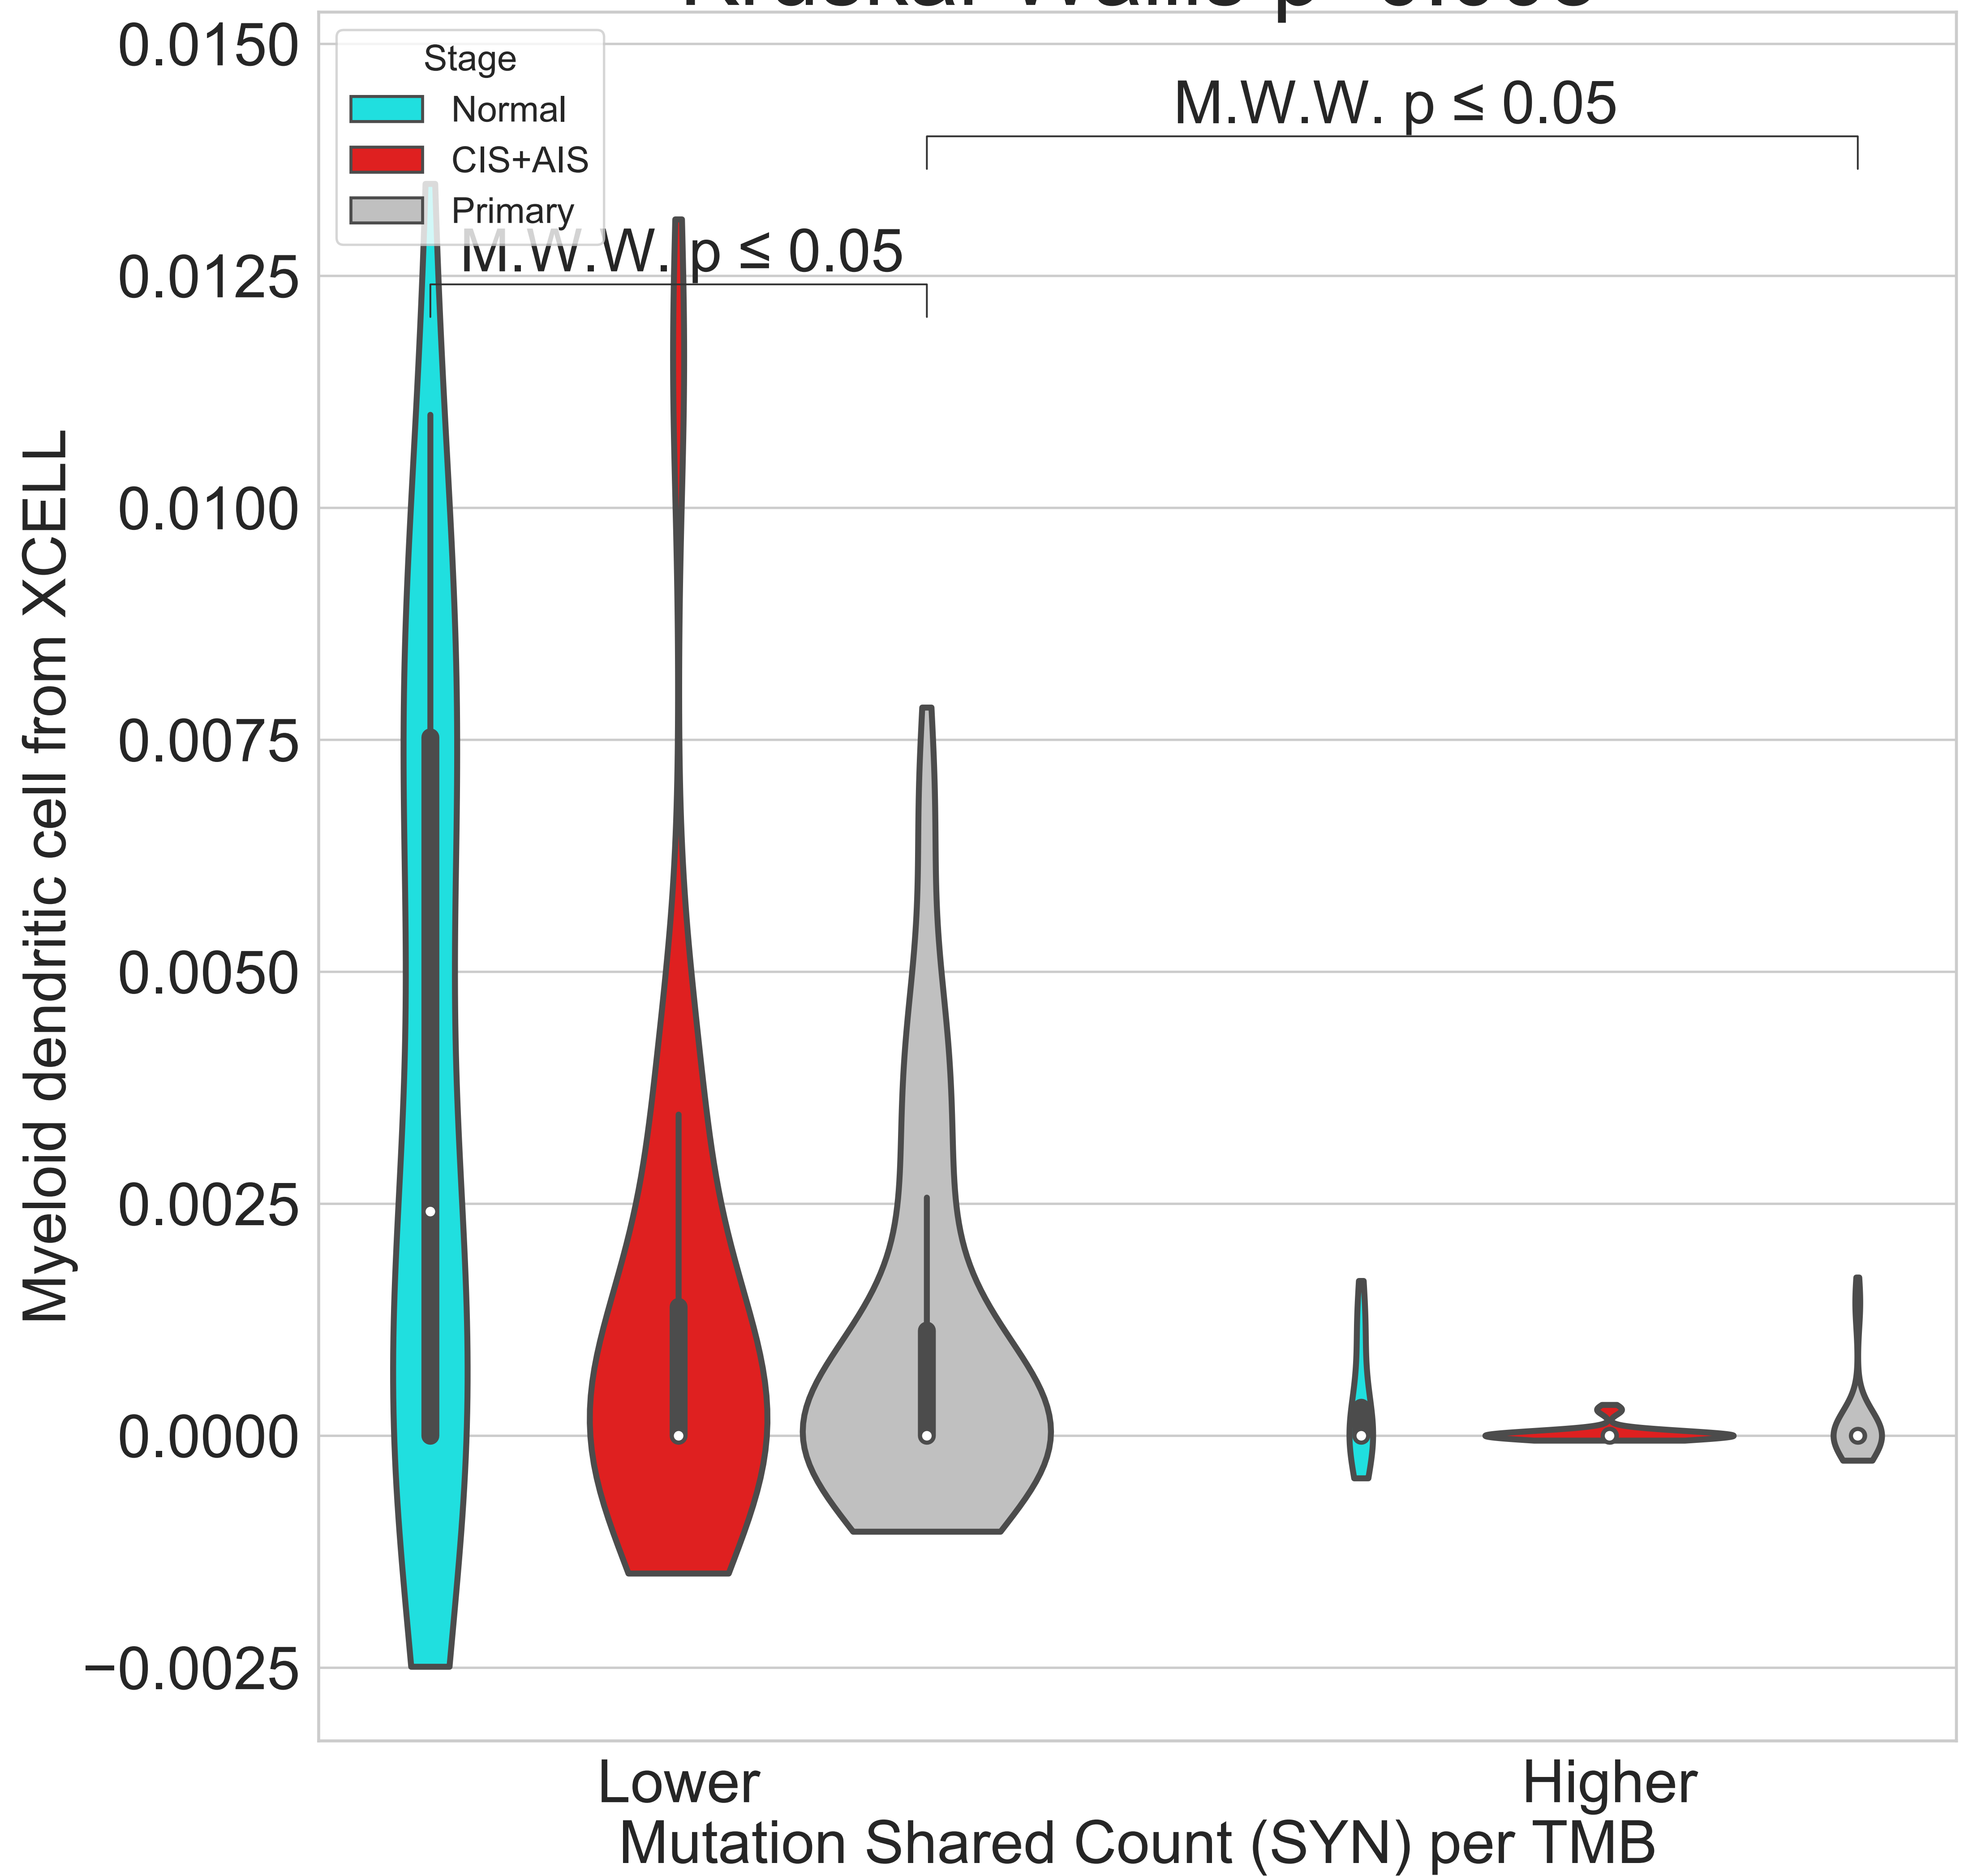 0.0150
0.0125
0.0100
0.0075
0.0050
0.0025
0.0000
−0.0025
Myeloid dendritic cell from XCELL
Stage
Normal
CIS+AIS
Primary
M.W.W. p ≤ 0.05
M.W.W. p ≤ 0.05
Lower
Higher
Mutation Shared Count (SYN) per TMB